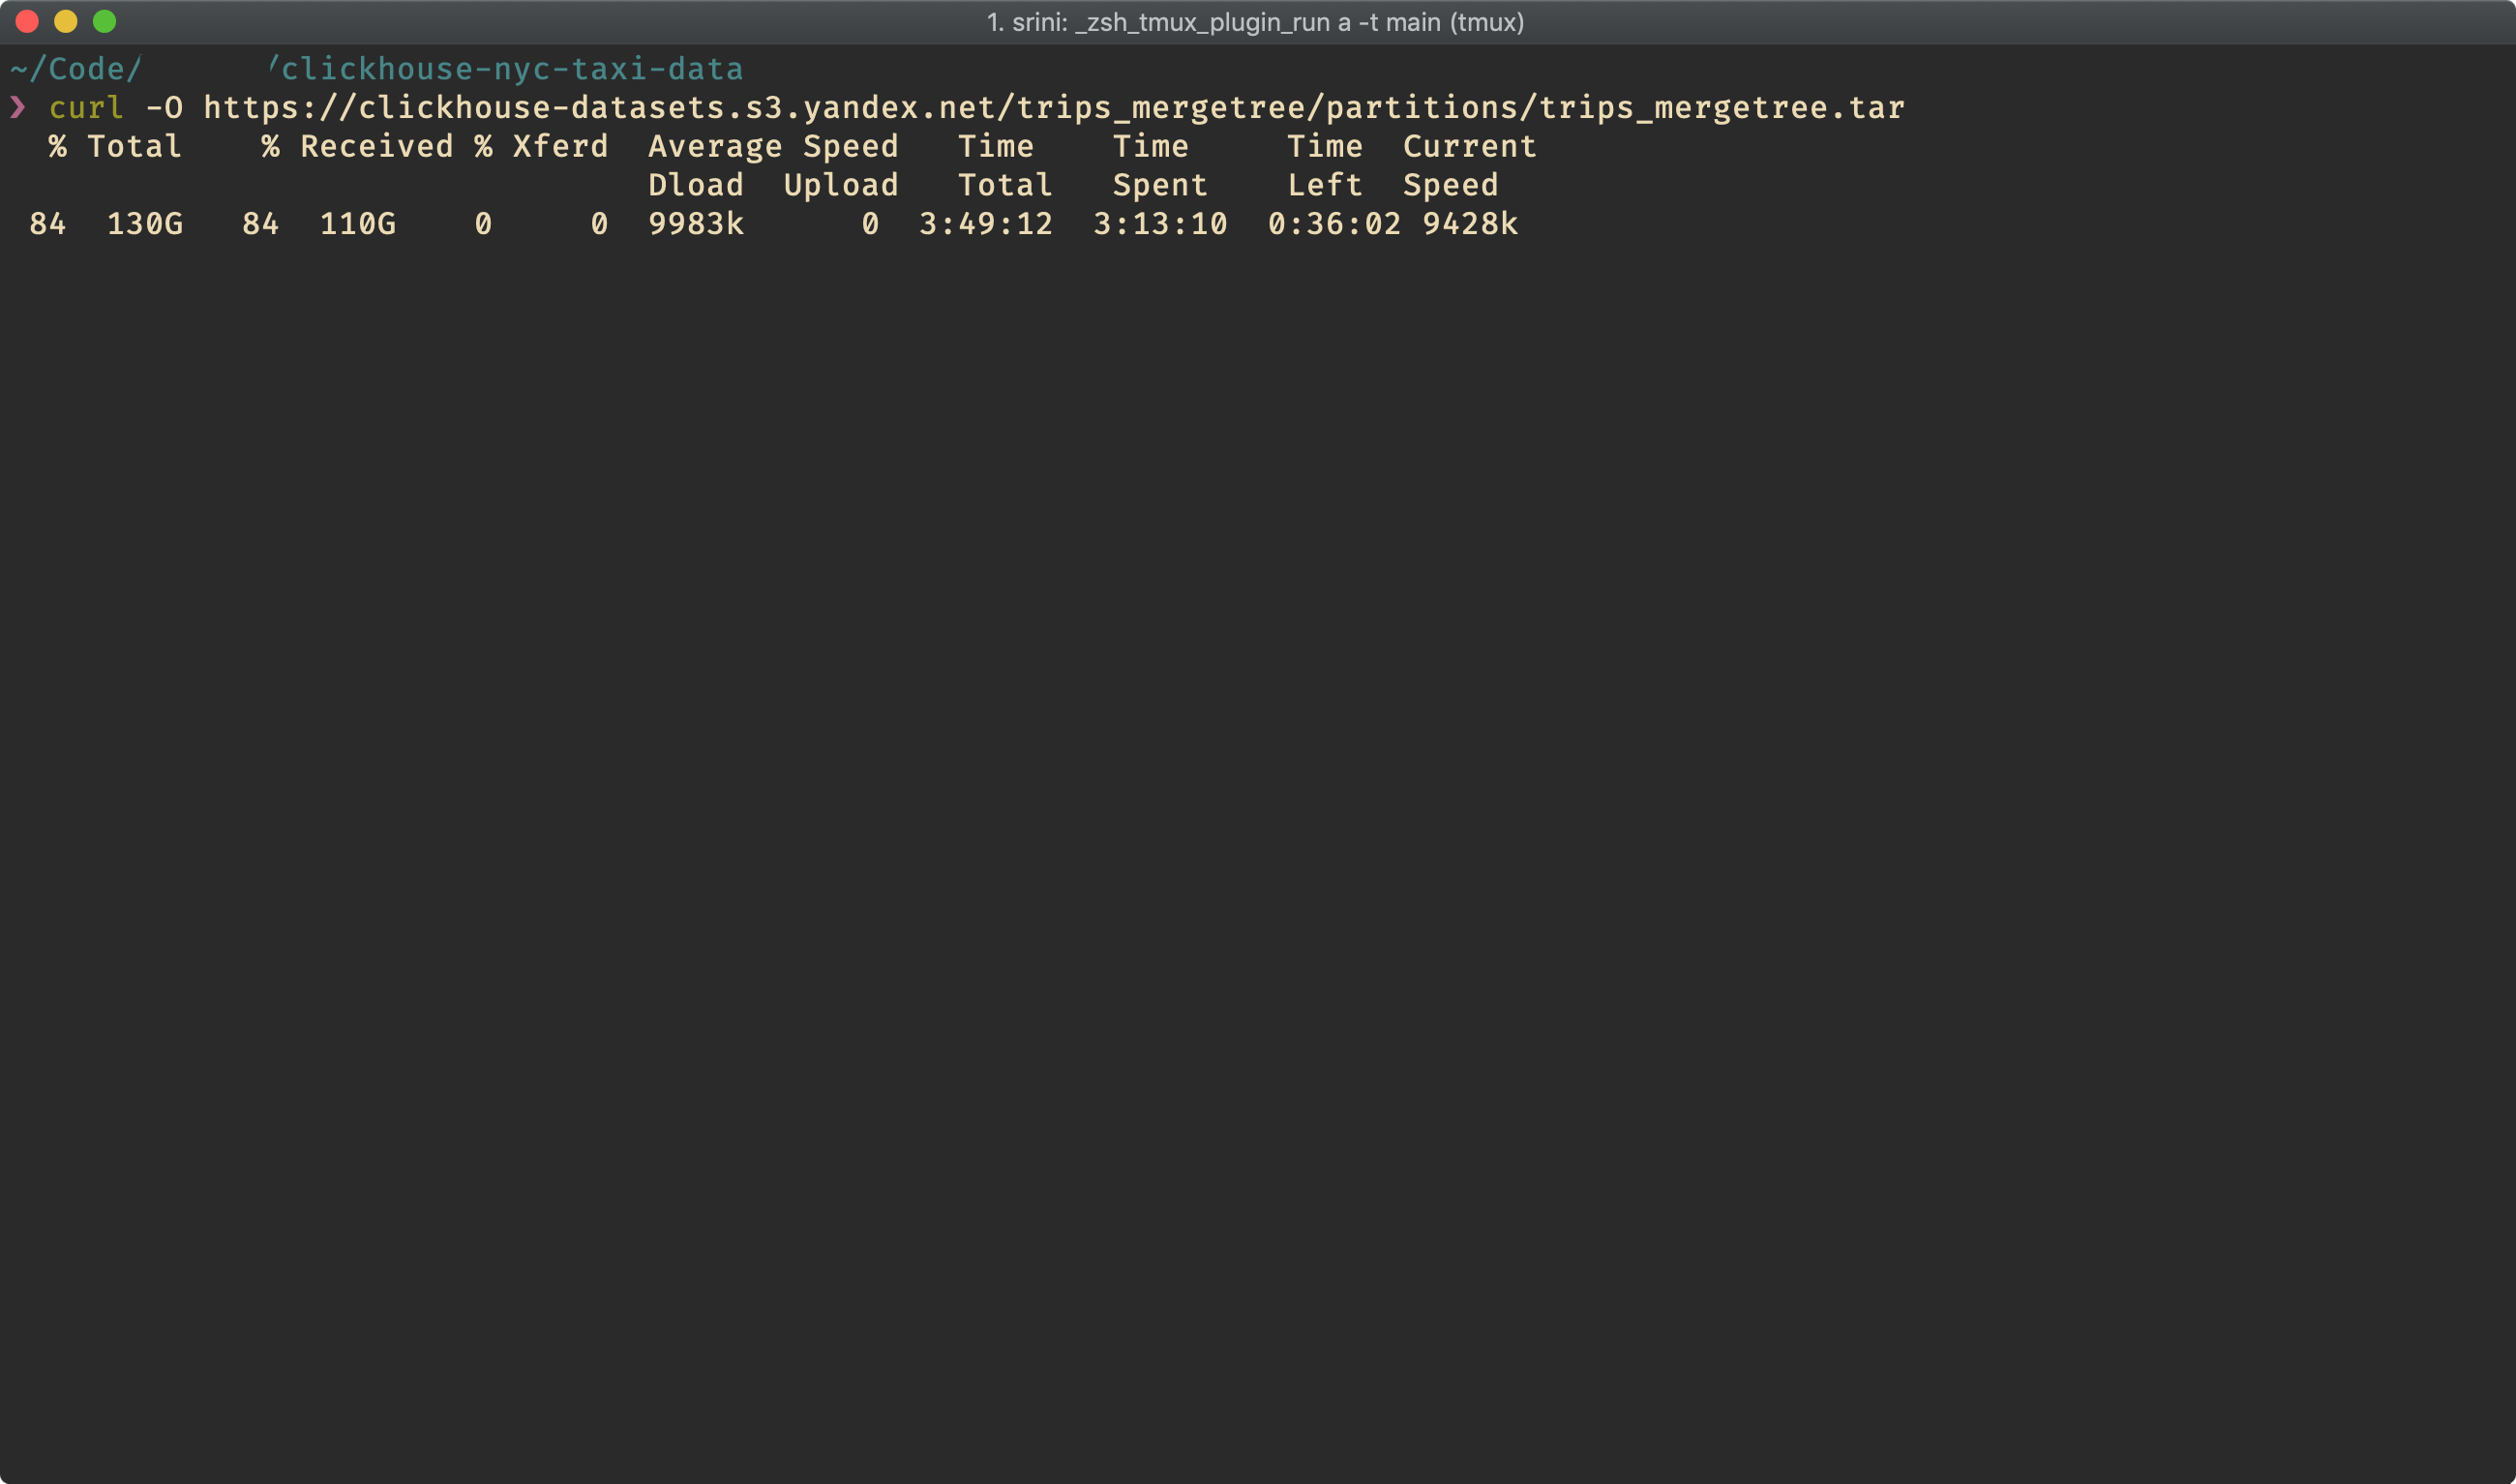 1. srini: _zsh_tmux_plugin_run a -t main (tmux)
~/Code/ /clickhouse-nyc-taxi-data
❯ curl -O https://clickhouse-datasets.s3.yandex.net/trips_mergetree/partitions/trips_mergetree.tar
  % Total    % Received % Xferd  Average Speed   Time    Time     Time  Current
                                 Dload  Upload   Total   Spent    Left  Speed
 84  130G   84  110G    0     0  9983k      0  3:49:12  3:13:10  0:36:02 9428k